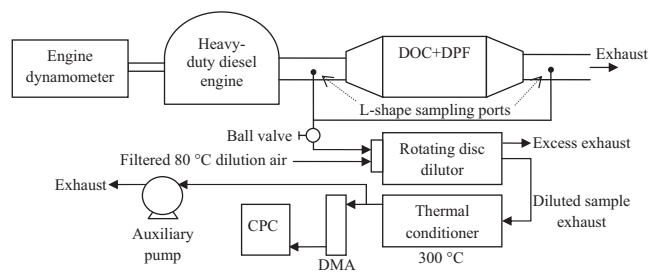 Engine
dynamometer
Heavy-
duty diesel
engine
DOC+DPF
Exhaust
L-shape sampling ports
Ball valve
Filtered 80 °C dilution air
Rotating disc
dilutor
Excess exhaust
Exhaust
Diluted sample
exhaust
Auxiliary
pump
CPC
DMA
Thermal
conditioner
300 °C